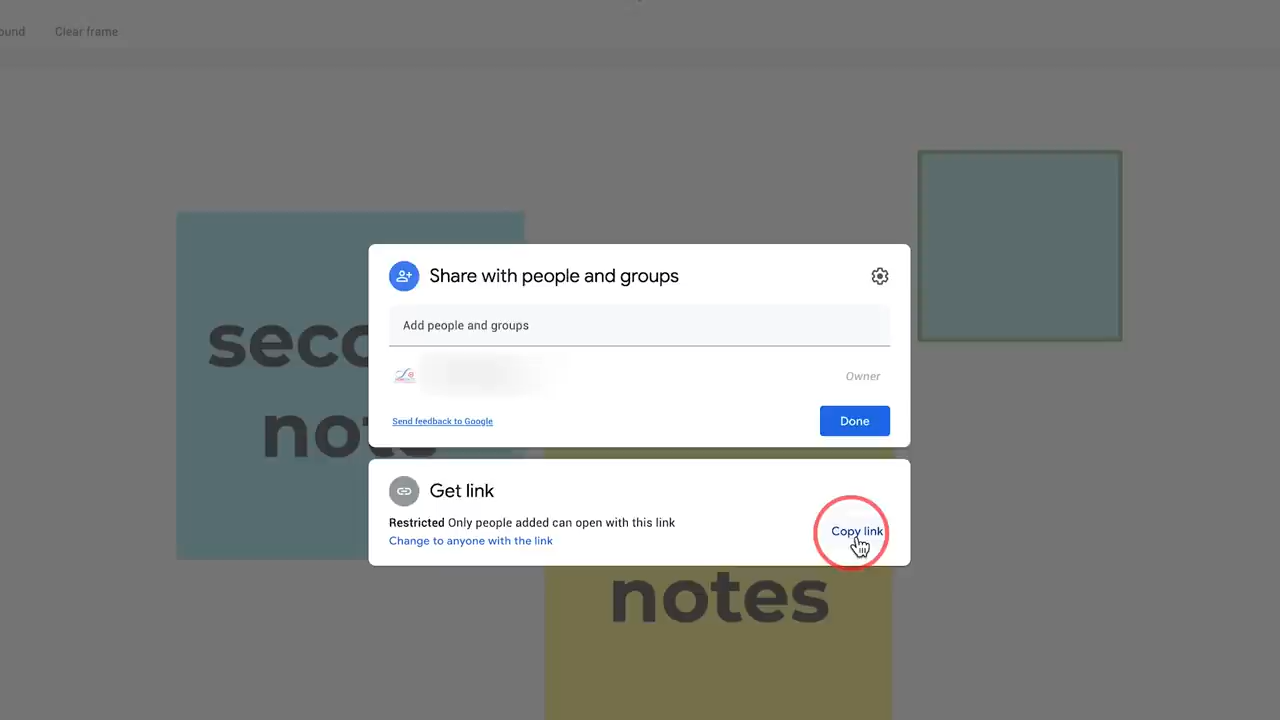 ound Clear frame
Share with people and groups
Add people and groups
Owner
Send feedback to Google
Done
Get link
Restricted Only people added can open with this link
Copy link
Change to anyone with the link
seco
not
notes